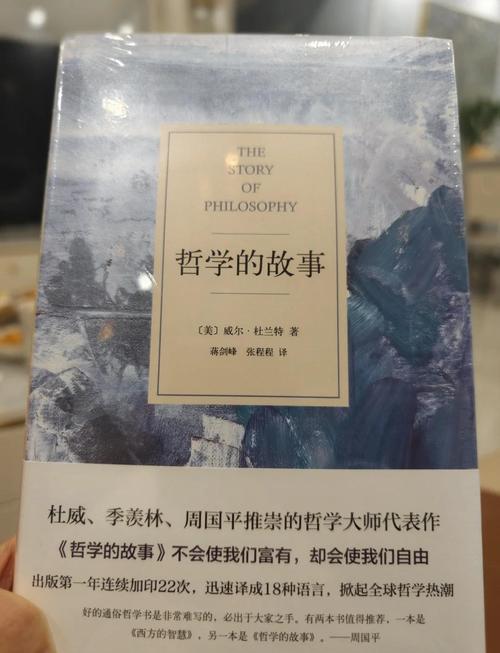 THE
STORY
OF
PHILOSOPHY
哲学的故事
〔美〕威尔·杜兰特 著
蒋剑峰 张程程 译
杜威、季羡林、周国平推崇的哲学大师代表作
《哲学的故事》不会使我们富有，却会使我们自由
出版第一年连续加印22次，迅速译成18种语言，掀起全球哲学热潮
好的通俗哲学书是非常难写的，必出于大家之手。有两本书值得推荐，一本是
《西方的智慧》，另一本是《哲学的故事》。——周国平